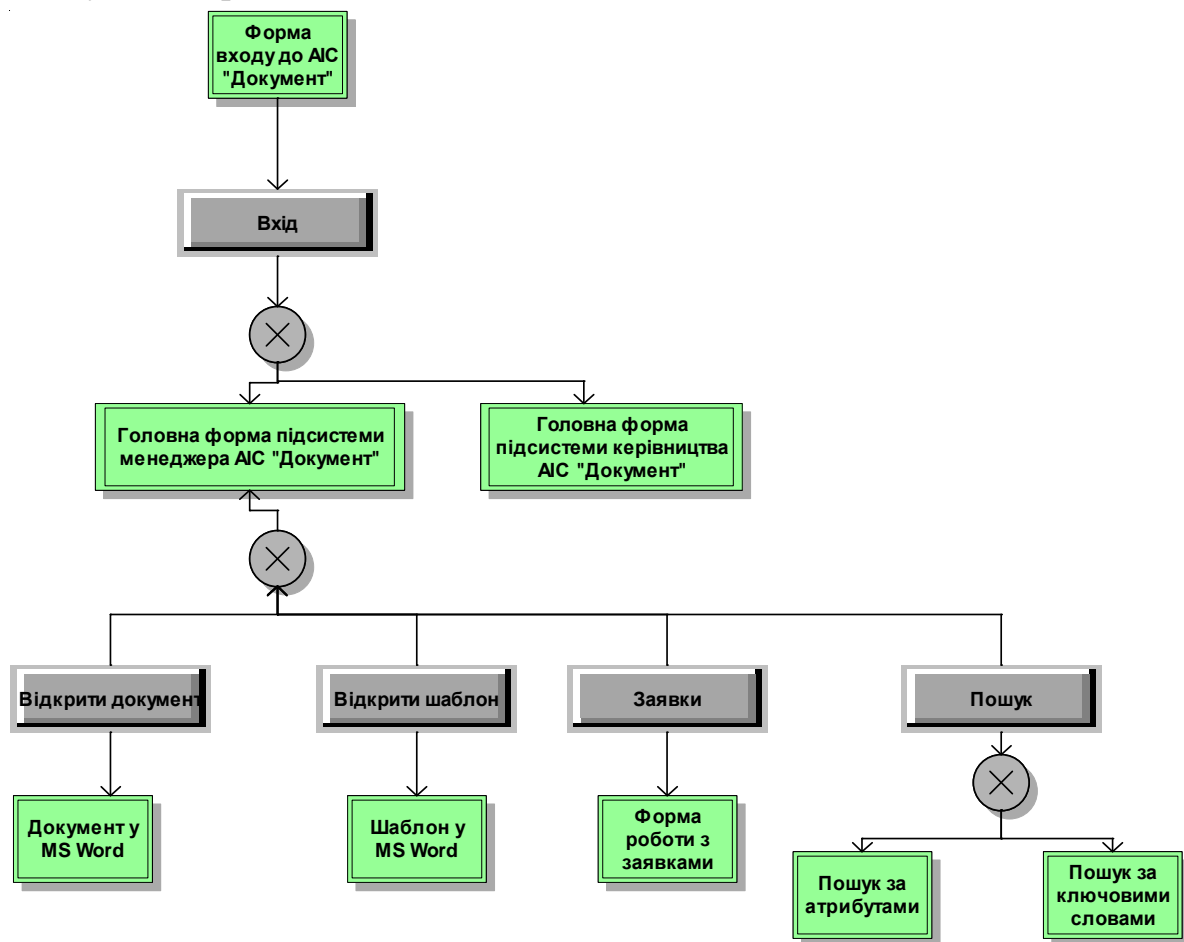 Форма
входу до АІС
"Документ"
Вхід
Головна форма підсистеми
менеджера АІС "Документ"
Головна форма
підсистеми керівництва
АІС "Документ"
Відкрити документ
Відкрити шаблон
Заявки
Пошук
Документ у
MS Word
Шаблон у
MS Word
Форма
роботи з
заявками
Пошук за
атрибутами
Пошук за
ключовими
словами